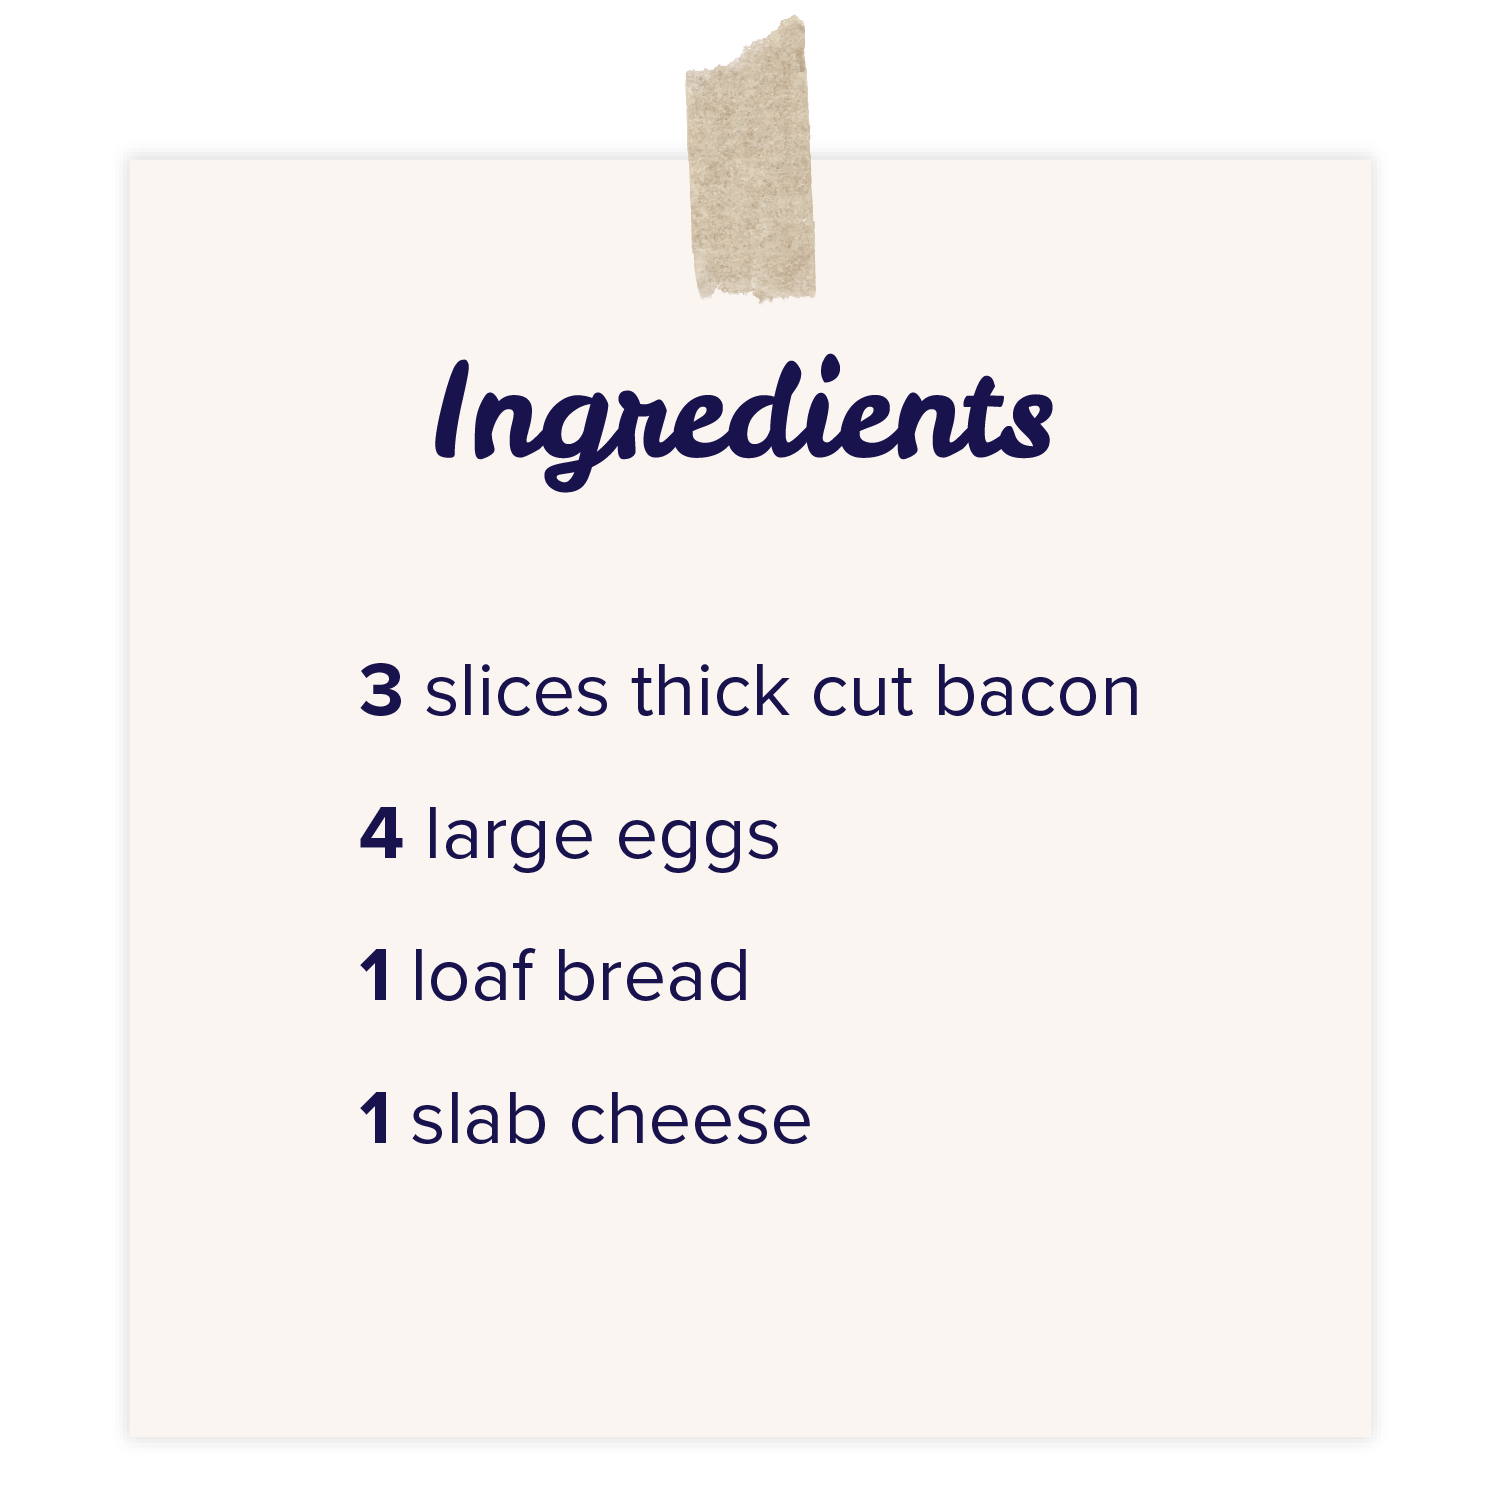 Ingredients
3 slices thick cut bacon
4 large eggs
1 loaf bread
1 slab cheese